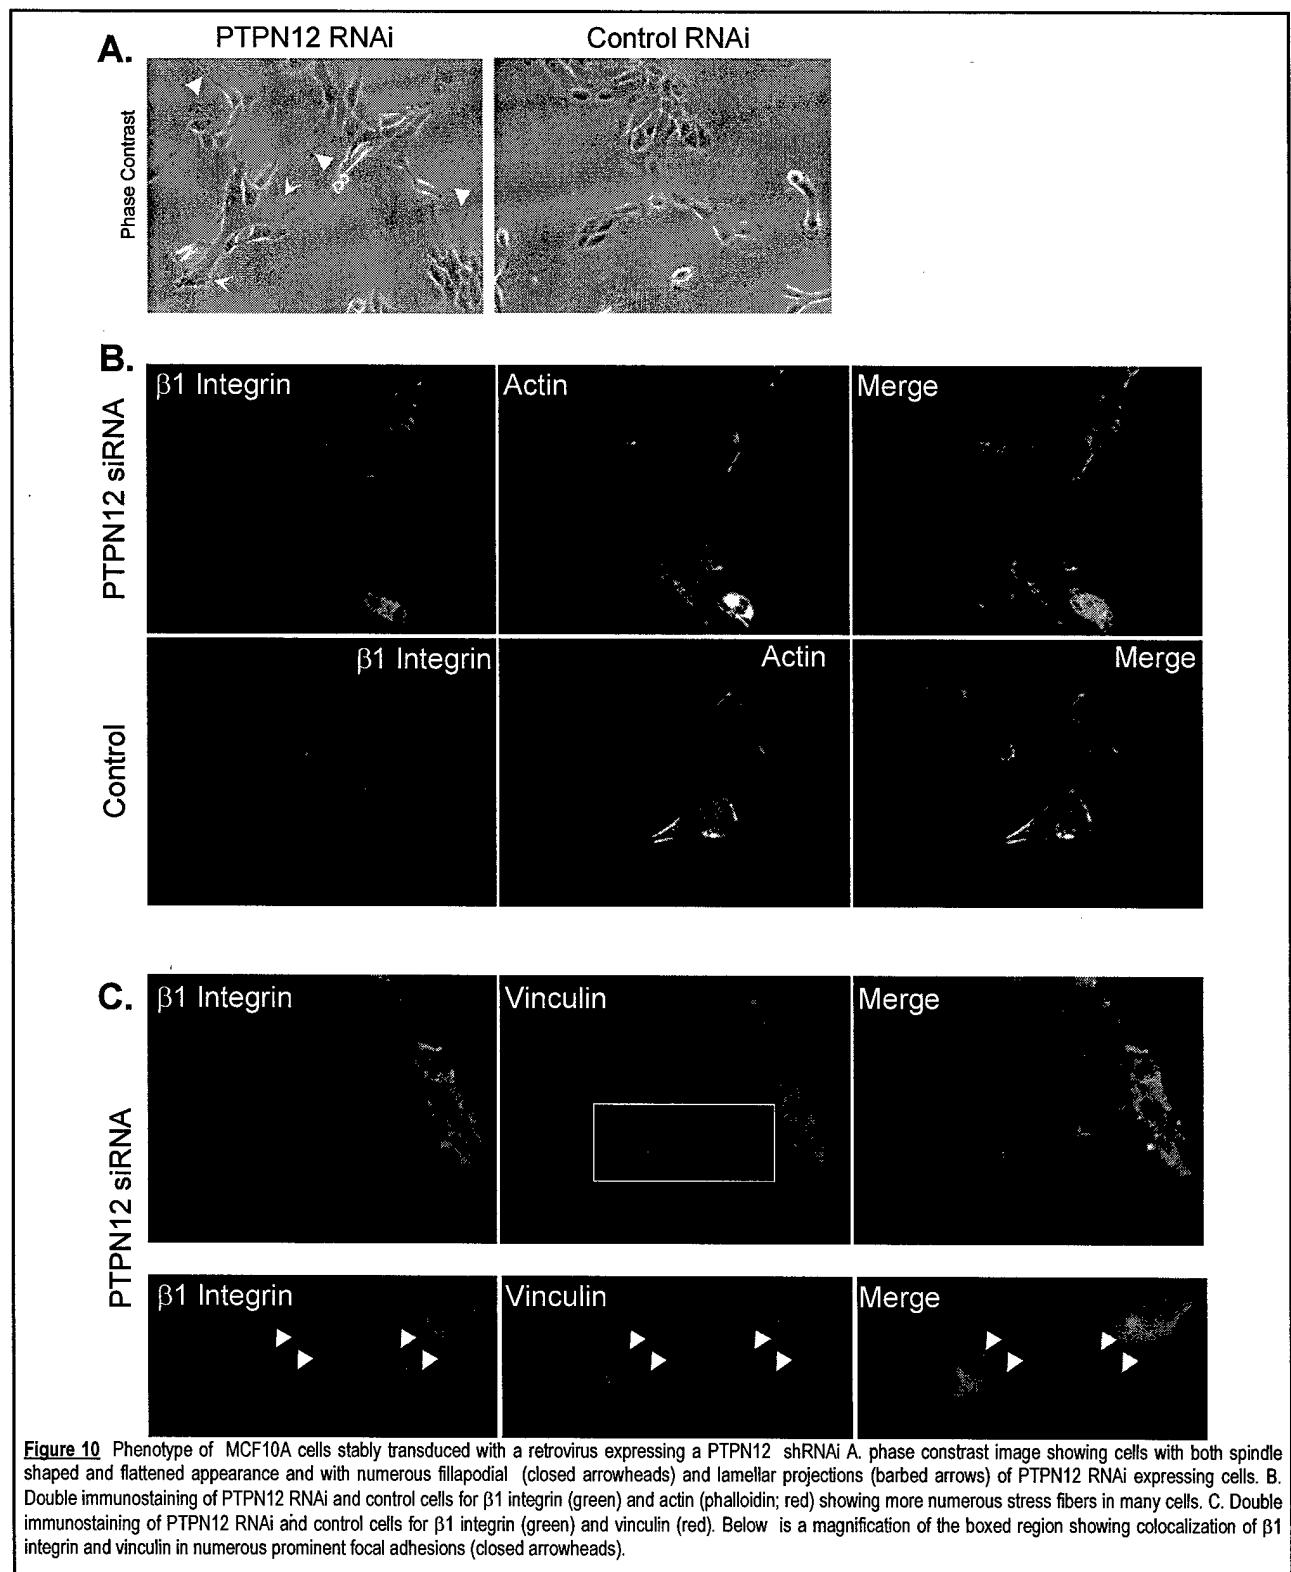 A.
PTPN12 RNAi
Control RNAi
Phase Contrast
B.
PTPN12 siRNA
β1 Integrin
Actin
Merge
Control
β1 Integrin
Actin
Merge
C.
PTPN12 siRNA
β1 Integrin
Vinculin
Merge
β1 Integrin
Vinculin
Merge
Figure 10 Phenotype of MCF10A cells stably transduced with a retrovirus expressing a PTPN12 shRNAi A. phase constrast image showing cells with both spindle
shaped and flattened appearance and with numerous fillapodial (closed arrowheads) and lamellar projections (barbed arrows) of PTPN12 RNAi expressing cells. B.
Double immunostaining of PTPN12 RNAi and control cells for β1 integrin (green) and actin (phalloidin; red) showing more numerous stress fibers in many cells. C. Double
immunostaining of PTPN12 RNAi and control cells for β1 integrin (green) and vinculin (red). Below is a magnification of the boxed region showing colocalization of β1
integrin and vinculin in numerous prominent focal adhesions (closed arrowheads).